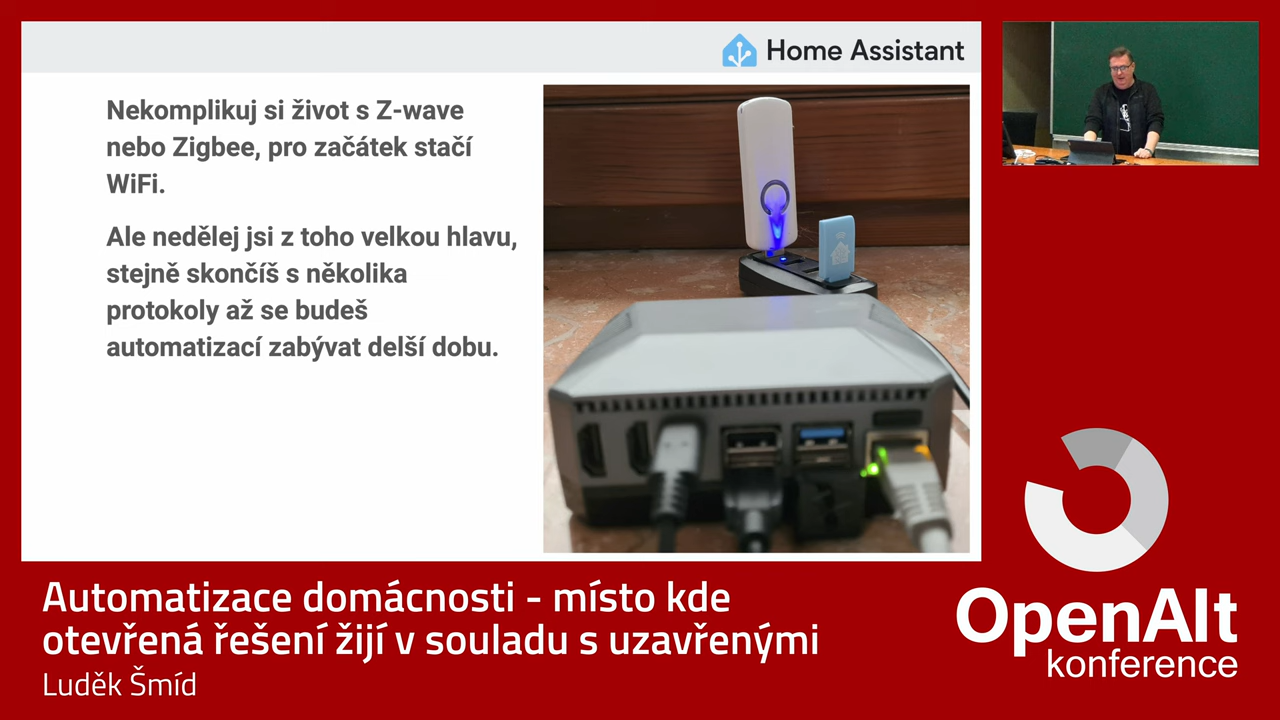 Home Assistant
Nekomplikuj si život s Z-wave
nebo Zigbee, pro začátek stačí
WiFi.
Ale nedělej jsi z toho velkou hlavu,
stejně skončíš s několika
protokoly až se budeš
automatizací zabývat delší dobu.
Automatizace domácnosti - místo kde
otevřená řešení žijí v souladu s uzavřenými
Luděk Šmíd
OpenAlt
konference